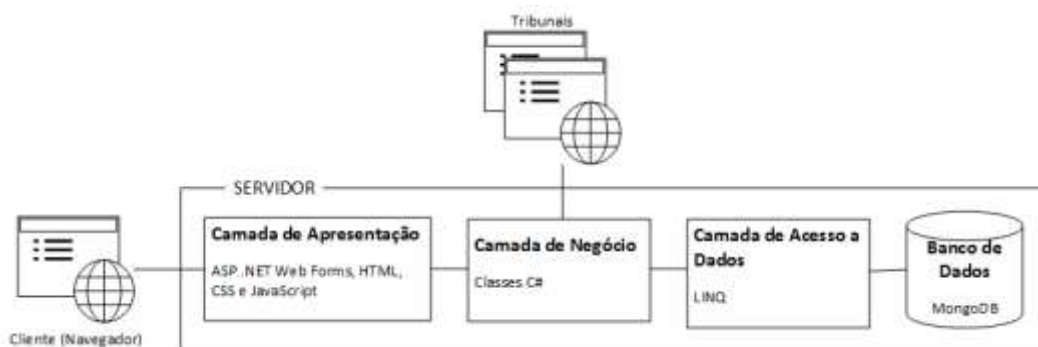 Tribunais
SERVIDOR
Camada de Apresentação
ASP .NET Web Forms, HTML,
CSS e JavaScript
Camada de Negócio
Classes C#
Camada de Acesso a
Dados
LINQ
Banco de
Dados
MongoDB
Cliente (Navegador)